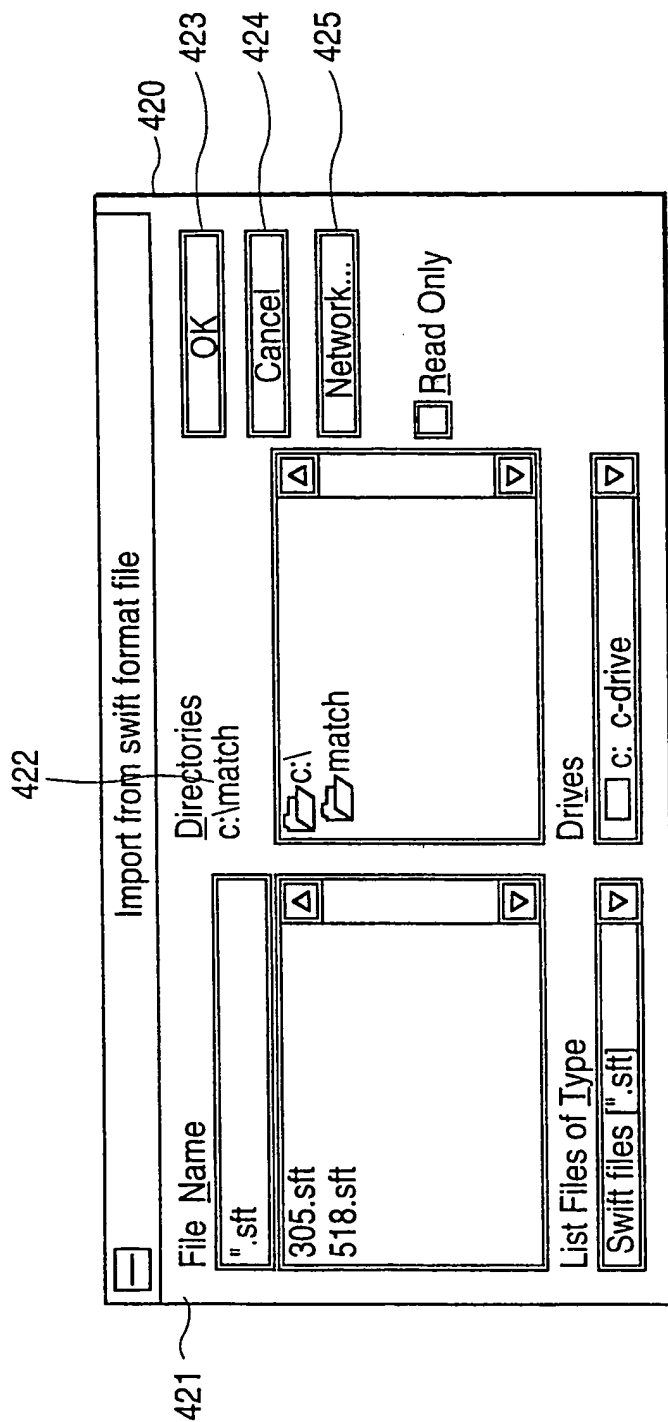 422
Import from swift format file
420
421
File Name
".sft
305.sft
518.sft
List Files of Type
Swift files [".sft]
Directories
c:\match
c:\
match
Drives
c: c-drive
OK
Cancel
Network...
Read Only
423
424
425